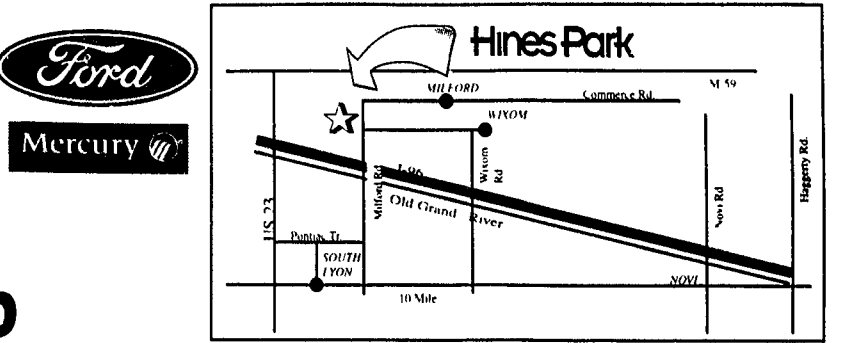 Ford
Mercury
Hines Park
M 59
MILFORD
Commerce Rd.
WIXOM
I-96
Milford Rd
Wixom
Rd
Novi Rd
Haggerty Rd.
US 23
Old Grand River
Pontiac Tr.
SOUTH
LYON
NOVI
10 Mile